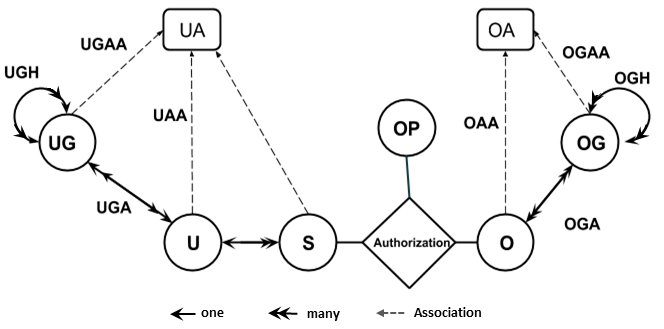 UA
OA
UGAA
OGAA
UGH
OGH
UAA
OAA
OP
UG
OG
UGA
OGA
U
S
Authorization
O
one
many
Association